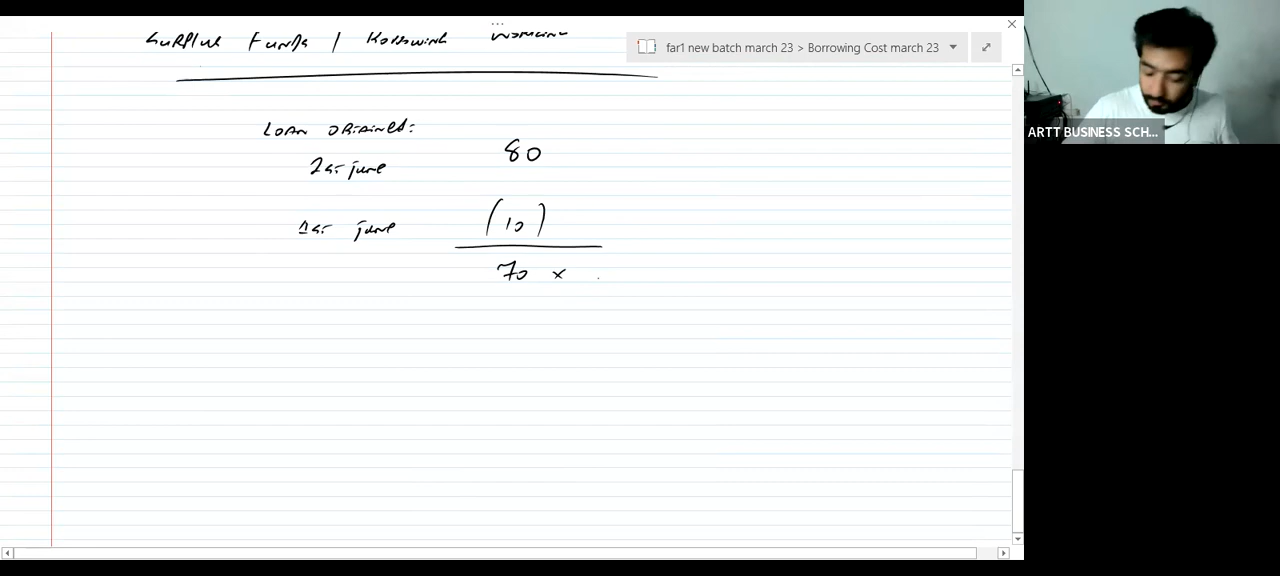 far1 new batch march 23 > Borrowing Cost march 23
SURPLUS FUNDS / WORKING
LOAN OBTAINED:
1st june 80
1st june (10)
70 x
ARTT BUSINESS SCH...